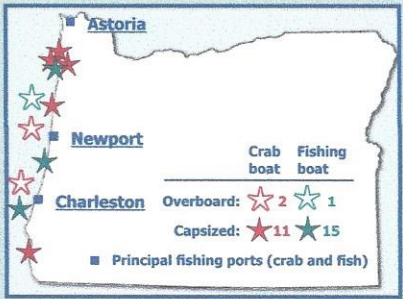 Astoria
Newport
Charleston
Crab boat
Fishing boat
Overboard: 2 1
Capsized: 11 15
Principal fishing ports (crab and fish)